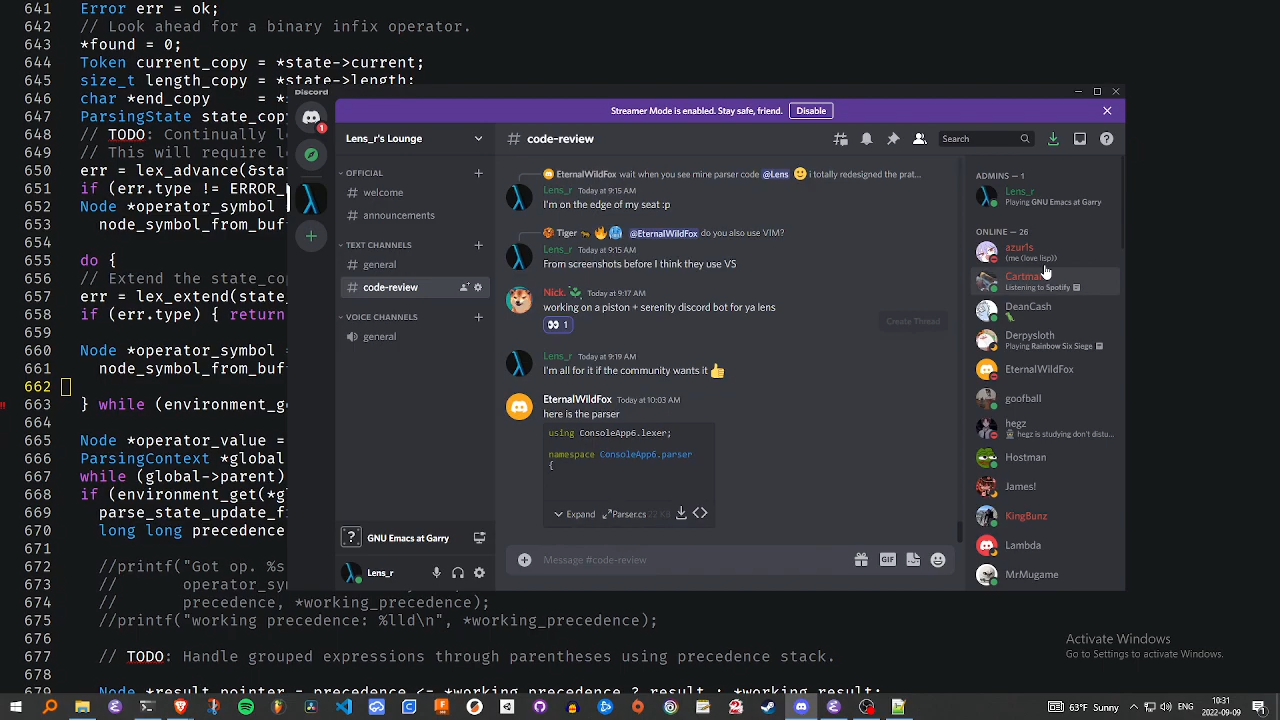 641 Error err = ok;
642 // Look ahead for a binary infix operator.
643 *found = 0;
644 Token current_copy = *state->current;
645 size_t length_copy = *state->length;
646 char *end_copy = *s
647 ParsingState state_cop
648 // TODO: Continually l
649 // This will require l
650 err = lex_advance(&sta
651 if (err.type != ERROR_
652 Node *operator_symbol
653 node_symbol_from_buf
654
655 do {
656 // Extend the state_co
657 err = lex_extend(state
658 if (err.type) { return
659
660 Node *operator_symbol =
661 node_symbol_from_buf
662
663 } while (environment_g
664
665 Node *operator_value =
666 ParsingContext *global
667 while (global->parent)
668 if (environment_get(*g
669 parse_state_update_f
670 long long precedence
671
672 //printf("Got op. %s
673 // operator_sy
674 // precedence, *working_precedence);
675 //printf("working precedence: %lld\n", *working_precedence);
676
677 // TODO: Handle grouped expressions through parentheses using precedence stack.
678
679 Node *result_pointer = precedence <= *working_precedence ? result : *working_result;
Discord
Streamer Mode is enabled. Stay safe, friend.
Disable
1
Lens_r's Lounge
OFFICIAL
# welcome
# announcements
TEXT CHANNELS
# general
# code-review
VOICE CHANNELS
general
GNU Emacs at Garry
Lens_r
# code-review
Search
EternalWildFox wait when you see mine parser code @Lens i totally redesigned the prat...
Lens_r Today at 9:15 AM
I'm on the edge of my seat :p
Tiger @EternalWildFox do you also use VIM?
Lens_r Today at 9:15 AM
From screenshots before I think they use VS
Nick. Today at 9:17 AM
working on a piston + serenity discord bot for ya lens
1
Create Thread
Lens_r Today at 9:19 AM
I'm all for it if the community wants it
EternalWildFox Today at 10:03 AM
here is the parser
using ConsoleApp6.lexer;
namespace ConsoleApp6.parser
{
Expand Parser.cs 22 KB
Message #code-review
GIF
ADMINS — 1
Lens_r
Playing GNU Emacs at Garry
ONLINE — 26
azur1s
(me (love lisp))
Cartma
Listening to Spotify
DeanCash
Derpysloth
Playing Rainbow Six Siege
EternalWildFox
goofball
hegz
hegz is studying don't distu...
Hostman
James!
KingBunz
Lambda
MrMugame
Activate Windows
Go to Settings to activate Windows.
63°F Sunny
10:31
2022-09-09